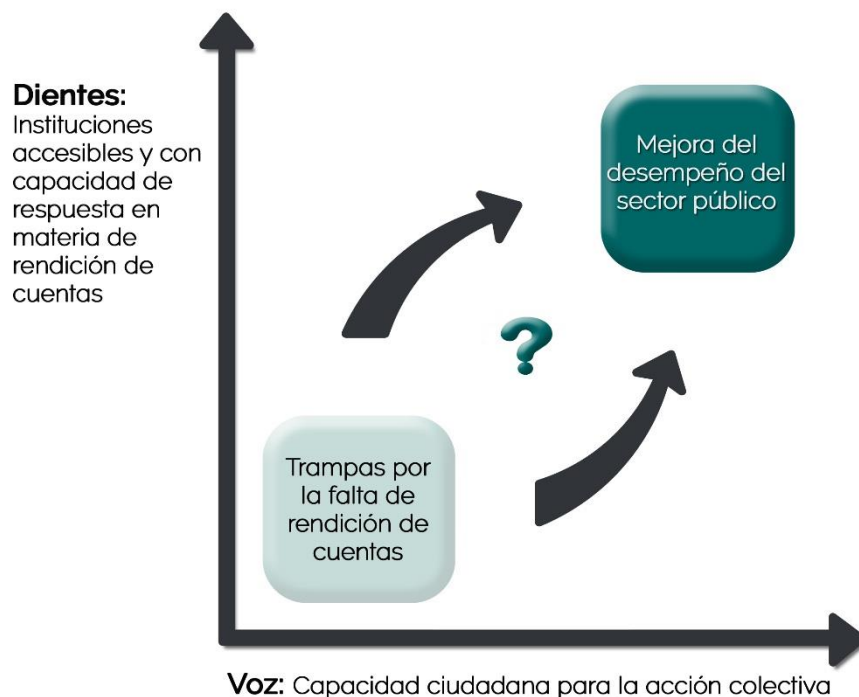 Dientes:
Instituciones
accesibles y con
capacidad de
respuesta en
materia de
rendición de
cuentas
Mejora del
desempeño del
sector público
?
Trampas por
la falta de
rendición de
cuentas
Voz: Capacidad ciudadana para la acción colectiva